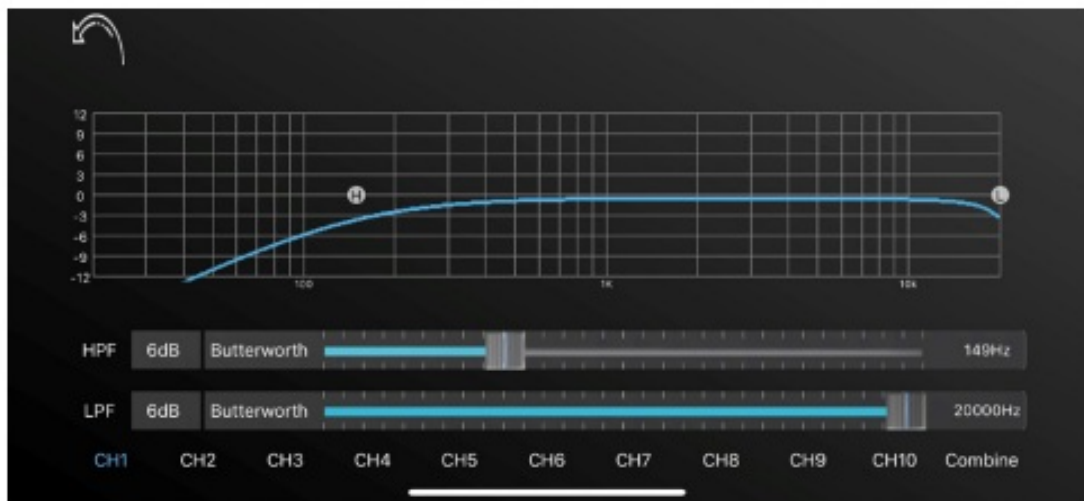 12
9
6
3
0
-3
-6
-9
-12
H
L
100 1K 10k
HPF 6dB Butterworth 149Hz
LPF 6dB Butterworth 20000Hz
CH1 CH2 CH3 CH4 CH5 CH6 CH7 CH8 CH9 CH10 Combine